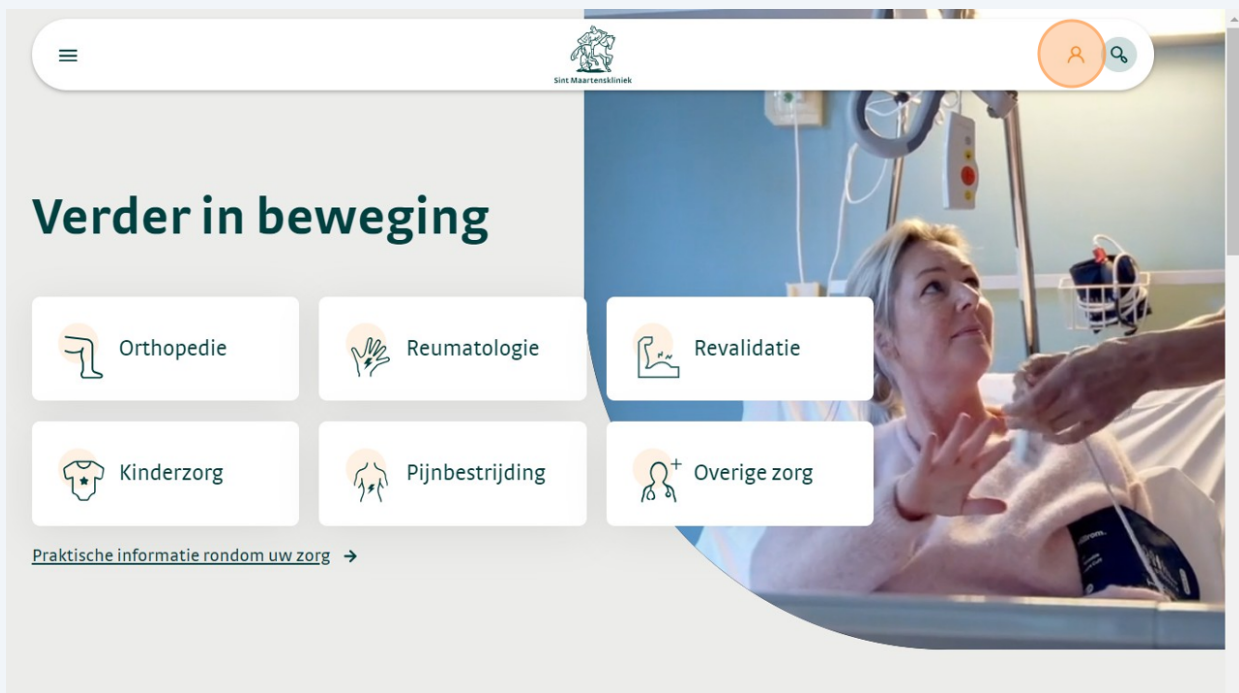 Sint Maartenskliniek
Verder in beweging
Orthopedie
Reumatologie
Revalidatie
Kinderzorg
Pijnbestrijding
Overige zorg
Praktische informatie rondom uw zorg →